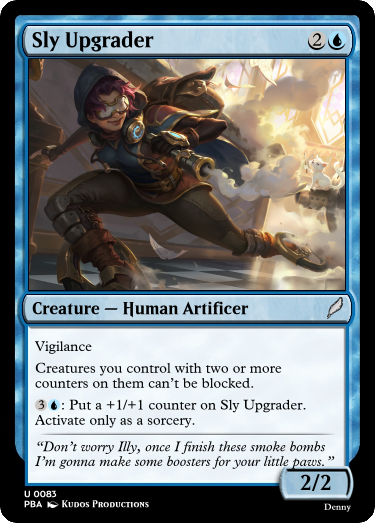 Sly Upgrader 2
Creature — Human Artificer
Vigilance
Creatures you control with two or more
counters on them can't be blocked.
3: Put a +1/+1 counter on Sly Upgrader.
Activate only as a sorcery.
“Don't worry Illy, once I finish these smoke bombs
I'm gonna make some boosters for your little paws.”
2/2
U 0083
PBA Kudos Productions Denny